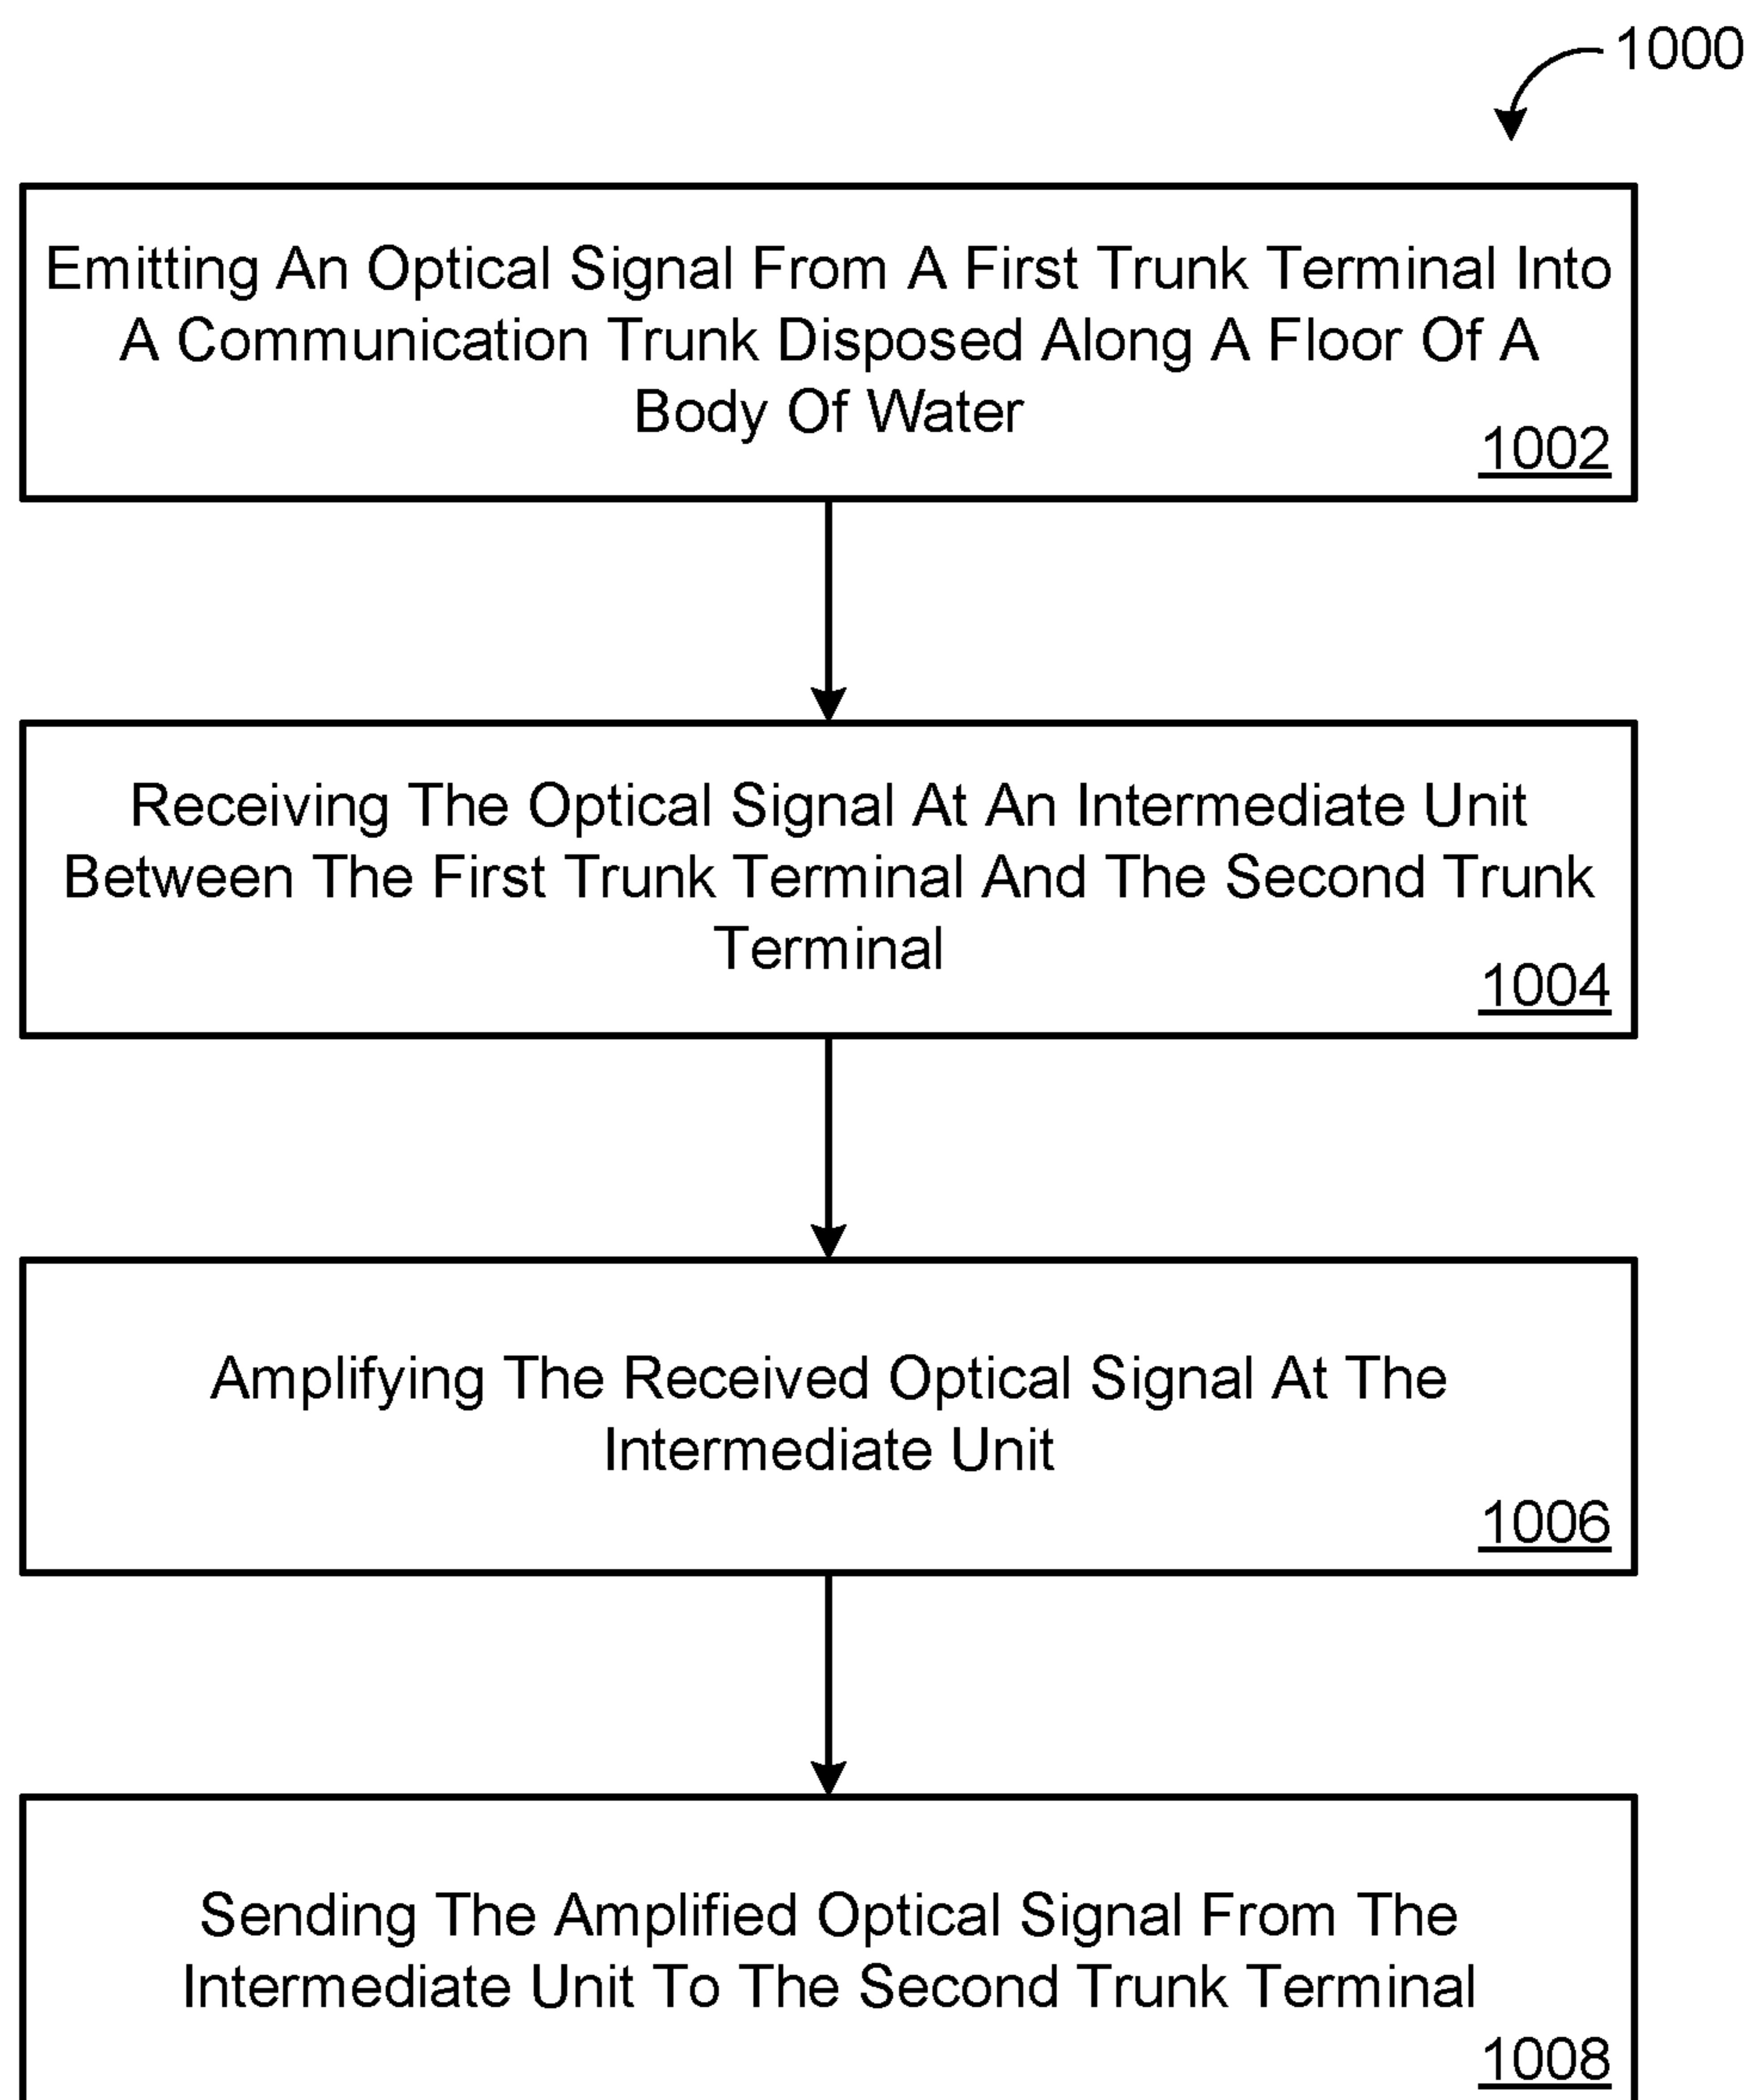 1000
Emitting An Optical Signal From A First Trunk Terminal Into
A Communication Trunk Disposed Along A Floor Of A
Body Of Water
1002
Receiving The Optical Signal At An Intermediate Unit
Between The First Trunk Terminal And The Second Trunk
Terminal
1004
Amplifying The Received Optical Signal At The
Intermediate Unit
1006
Sending The Amplified Optical Signal From The
Intermediate Unit To The Second Trunk Terminal
1008